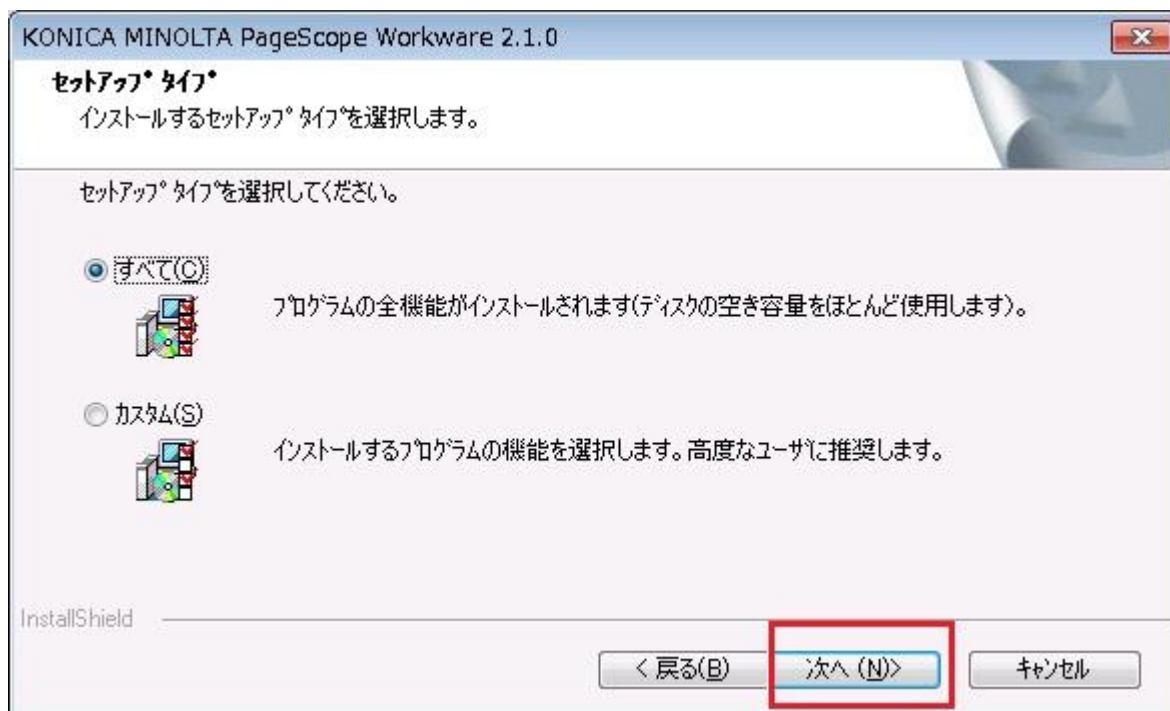 KONICA MINOLTA PageScope Workware 2.1.0
セットアップ タイプ
インストールするセットアップ タイプを選択します。
セットアップ タイプを選択してください。
すべて(C)
プログラムの全機能がインストールされます(ディスクの空き容量をほとんど使用します)。
カスタム(S)
インストールするプログラムの機能を選択します。高度なユーザに推奨します。
InstallShield
< 戻る(B) 次へ (N)> キャンセル